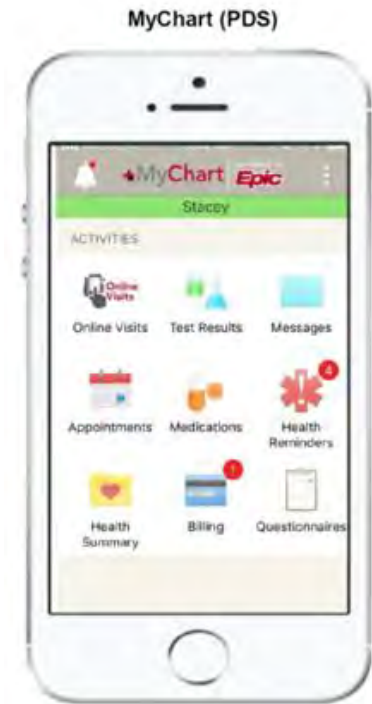 MyChart (PDS)
MyChart Epic
Stacey
ACTIVITIES
Online Visits
Online Visits Test Results Messages
4
Appointments Medications Health Reminders
!
Health Summary Billing Questionnaires